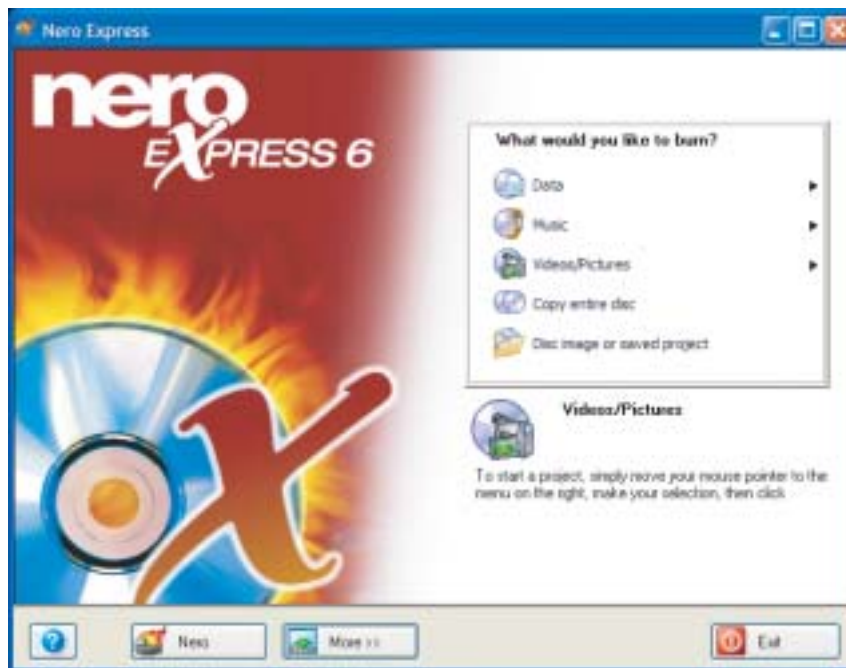 Nero Express
nero
EXPRESS 6
What would you like to burn?
Data
Music
Videos/Pictures
Copy entire disc
Disc image or saved project
Videos/Pictures
To start a project, simply move your mouse pointer to the
menu on the right, make your selection, then click
Nero
More >>
Exit